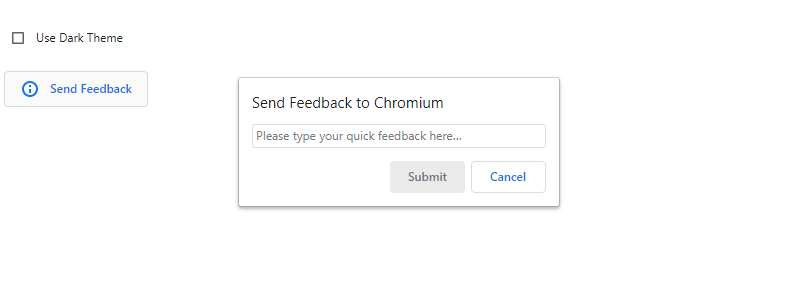 Use Dark Theme
Send Feedback
Send Feedback to Chromium
Please type your quick feedback here...
Submit
Cancel